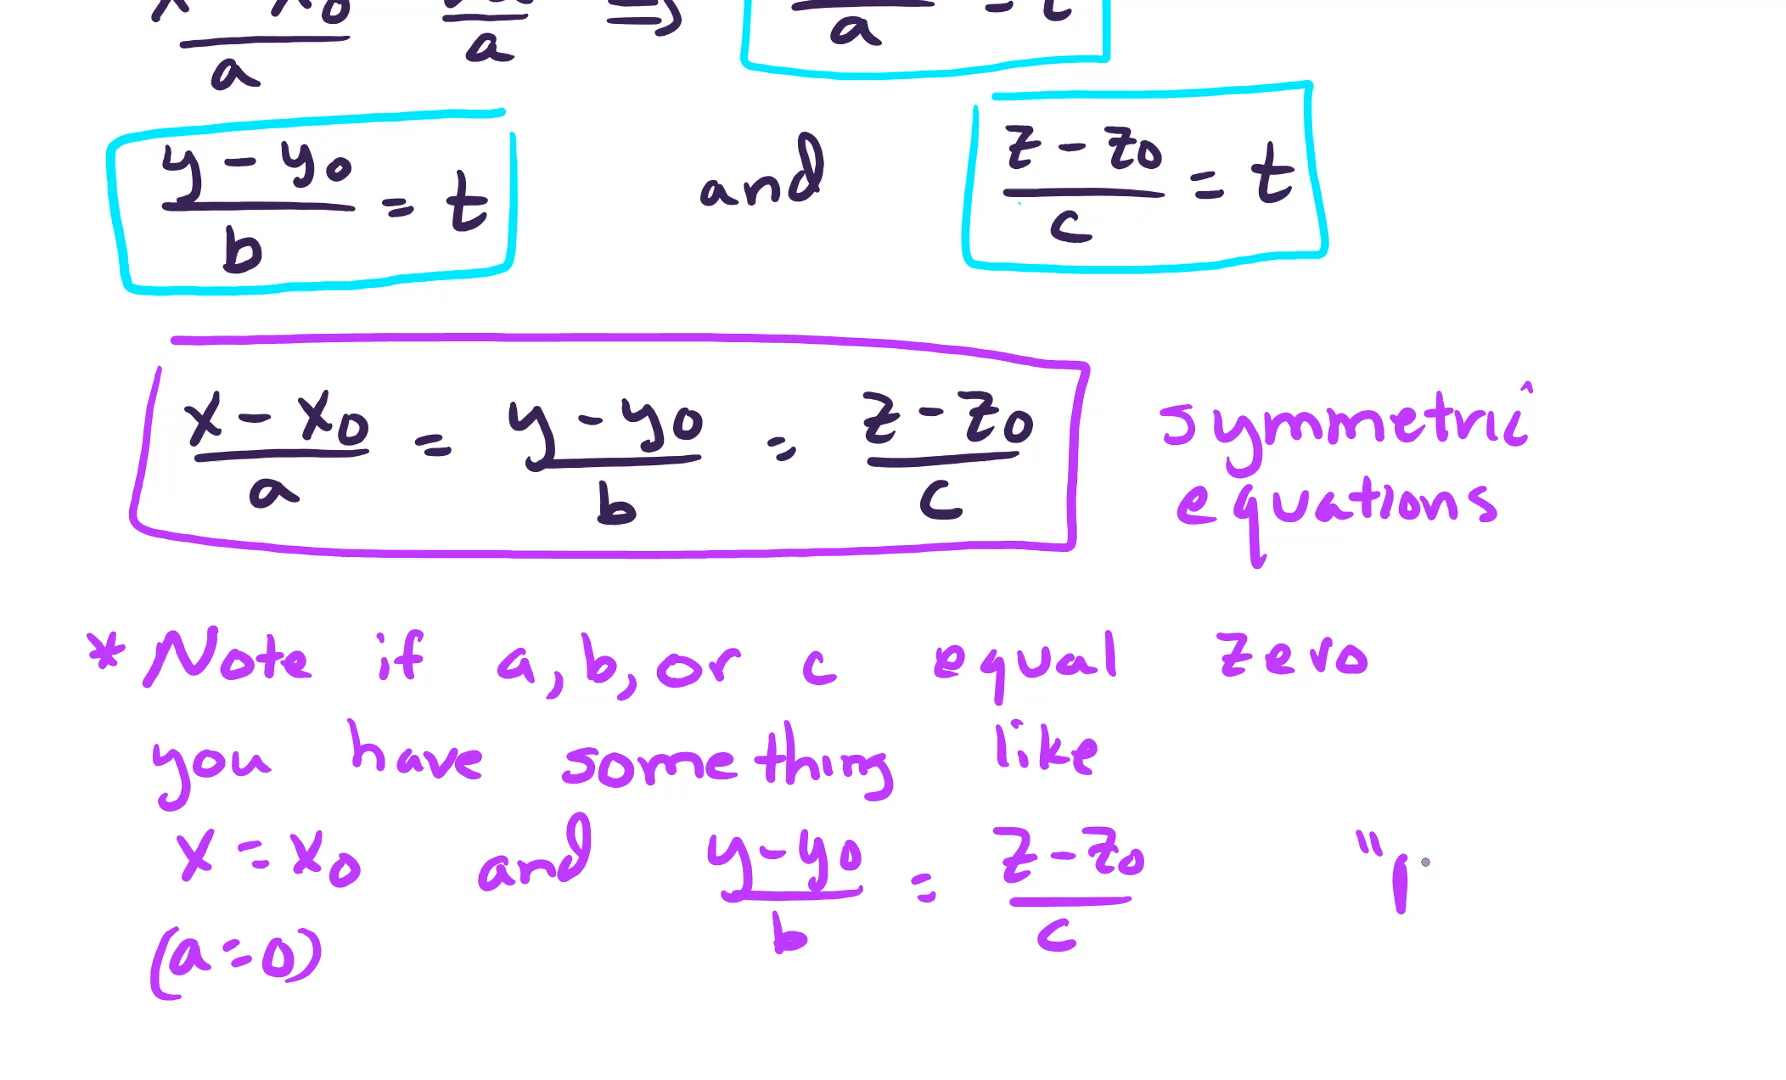 x - x₀ / a = / a ⇒ / a = t
(y - y₀)/b = t and (z - z₀)/c = t
(x - x₀)/a = (y - y₀)/b = (z - z₀)/c symmetric
equations
* Note if a, b, or c equal zero
you have something like
x = x₀ and (y - y₀)/b = (z - z₀)/c "
(a = 0)